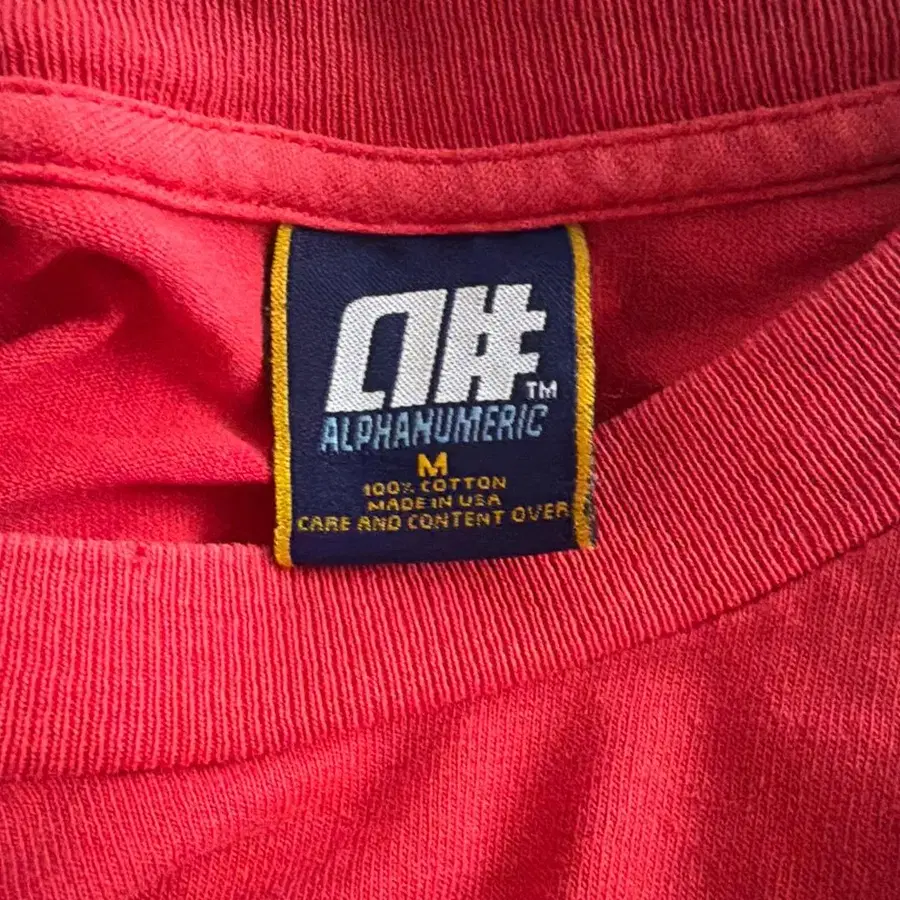 a#™
ALPHANUMERIC
M
100% COTTON
MADE IN USA
CARE AND CONTENT OVER